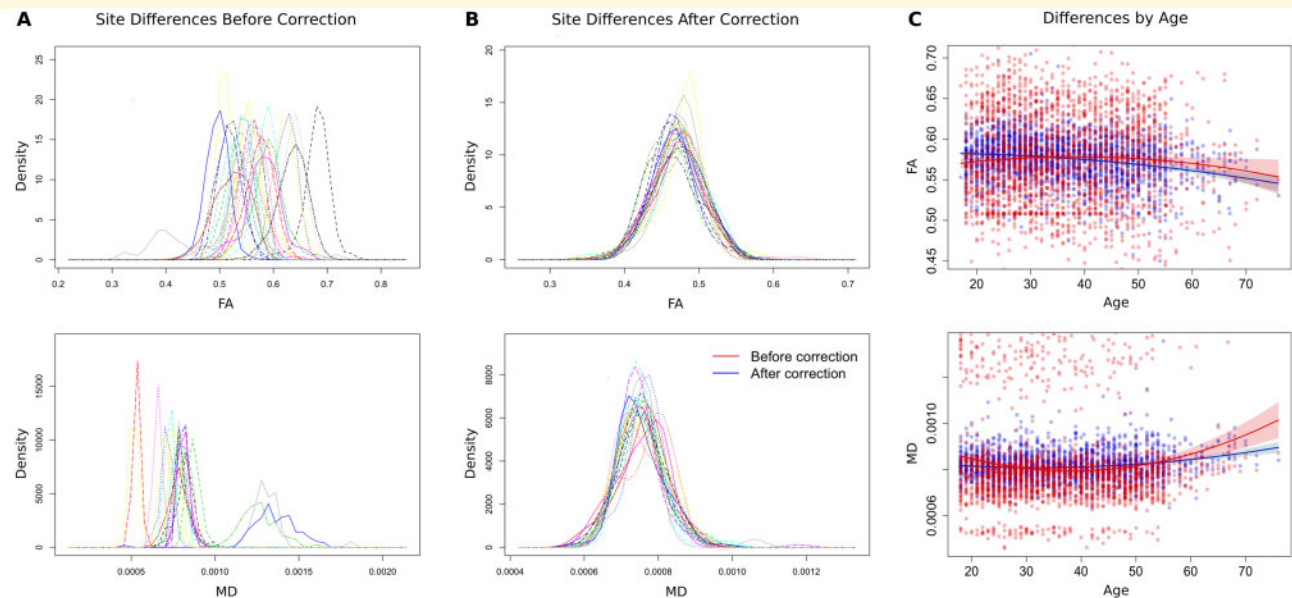 A Site Differences Before Correction
B Site Differences After Correction
C Differences by Age
Density
25
20
15
10
5
0
0.2 0.3 0.4 0.5 0.6 0.7 0.8
FA
Density
20
15
10
5
0
0.3 0.4 0.5 0.6 0.7
FA
FA
0.70
0.65
0.60
0.55
0.50
0.45
20 30 40 50 60 70
Age
Density
15000
10000
5000
0
0.0005 0.0010 0.0015 0.0020
MD
Density
8000
6000
4000
2000
0
Before correction
After correction
0.0004 0.0006 0.0008 0.0010 0.0012
MD
MD
0.0010
0.0006
20 30 40 50 60 70
Age